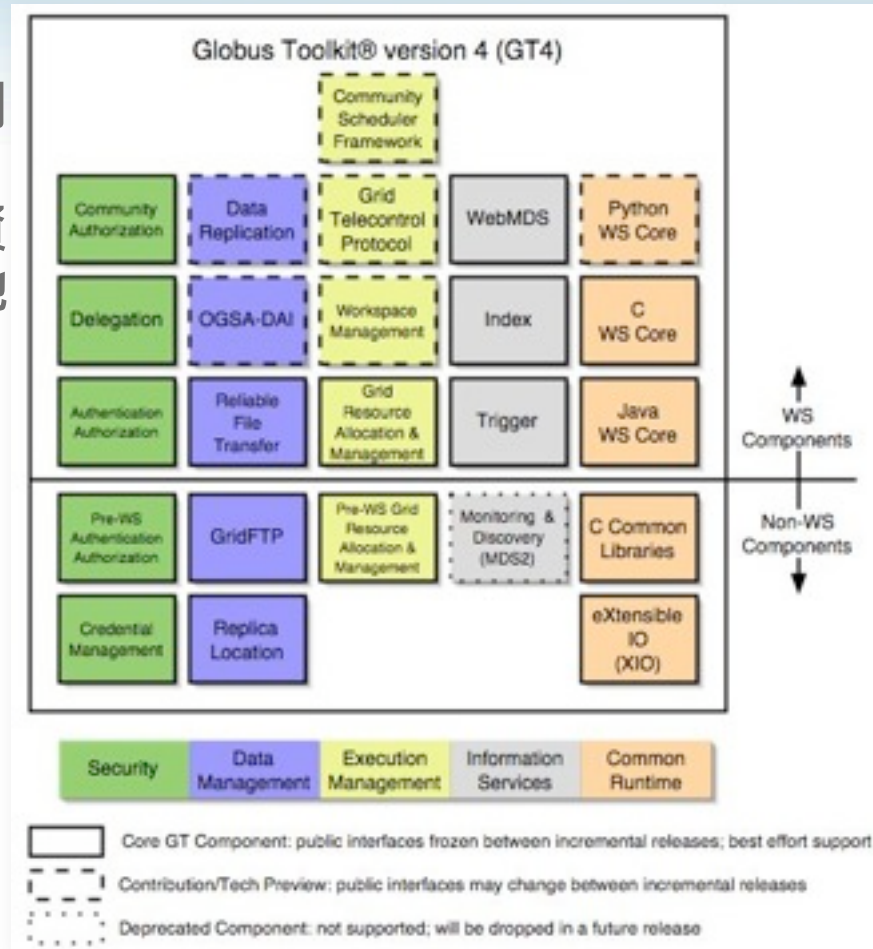 Globus Toolkit® version 4 (GT4)
Community
Scheduler
Framework
Community
Authorization
Data
Replication
Grid
Telecontrol
Protocol
WebMDS
Python
WS Core
Delegation
OGSA-DAI
Workspace
Management
Index
C
WS Core
Authentication
Authorization
Reliable
File
Transfer
Grid
Resource
Allocation &
Management
Trigger
Java
WS Core
WS
Components
Pre-WS
Authentication
Authorization
GridFTP
Pre-WS Grid
Resource
Allocation &
Management
Monitoring &
Discovery
(MDS2)
C Common
Libraries
Non-WS
Components
Credential
Management
Replica
Location
eXtensible
IO
(XIO)
Security
Data
Management
Execution
Management
Information
Services
Common
Runtime
Core GT Component: public interfaces frozen between incremental releases; best effort support
Contribution/Tech Preview: public interfaces may change between incremental releases
Deprecated Component: not supported; will be dropped in a future release